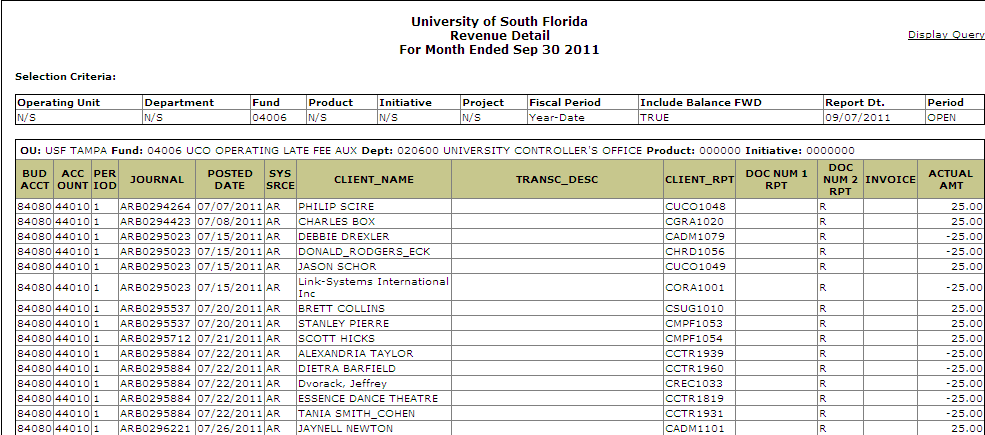 University of South Florida
Revenue Detail
For Month Ended Sep 30 2011
Display Query
Selection Criteria:
Operating Unit Department Fund Product Initiative Project Fiscal Period Include Balance FWD Report Dt. Period
N/S N/S 04006 N/S N/S N/S Year-Date TRUE 09/07/2011 OPEN
OU: USF TAMPA Fund: 04006 UCO OPERATING LATE FEE AUX Dept: 020600 UNIVERSITY CONTROLLER'S OFFICE Product: 000000 Initiative: 0000000
BUD ACCT ACC OUNT PER IOD JOURNAL POSTED DATE SYS SRCE CLIENT_NAME TRANSC_DESC CLIENT_RPT DOC NUM 1 RPT DOC NUM 2 RPT INVOICE ACTUAL AMT
84080 44010 1 ARB0294264 07/07/2011 AR PHILIP SCIRE CUCO1048 R 25.00
84080 44010 1 ARB0294423 07/08/2011 AR CHARLES BOX CGRA1020 R 25.00
84080 44010 1 ARB0295023 07/15/2011 AR DEBBIE DREXLER CADM1079 R -25.00
84080 44010 1 ARB0295023 07/15/2011 AR DONALD_RODGERS_ECK CHRD1056 R -25.00
84080 44010 1 ARB0295023 07/15/2011 AR JASON SCHOR CUCO1049 R 25.00
84080 44010 1 ARB0295023 07/15/2011 AR Link-Systems International Inc CORA1001 R -25.00
84080 44010 1 ARB0295537 07/20/2011 AR BRETT COLLINS CSUG1010 R 25.00
84080 44010 1 ARB0295537 07/20/2011 AR STANLEY PIERRE CMPF1053 R 25.00
84080 44010 1 ARB0295712 07/21/2011 AR SCOTT HICKS CMPF1054 R 25.00
84080 44010 1 ARB0295884 07/22/2011 AR ALEXANDRIA TAYLOR CCTR1939 R -25.00
84080 44010 1 ARB0295884 07/22/2011 AR DIETRA BARFIELD CCTR1960 R -25.00
84080 44010 1 ARB0295884 07/22/2011 AR Dvorack, Jeffrey CREC1033 R -25.00
84080 44010 1 ARB0295884 07/22/2011 AR ESSENCE DANCE THEATRE CCTR1819 R -25.00
84080 44010 1 ARB0295884 07/22/2011 AR TANIA SMITH_COHEN CCTR1931 R -25.00
84080 44010 1 ARB0296221 07/26/2011 AR JAYNELL NEWTON CADM1101 R 25.00